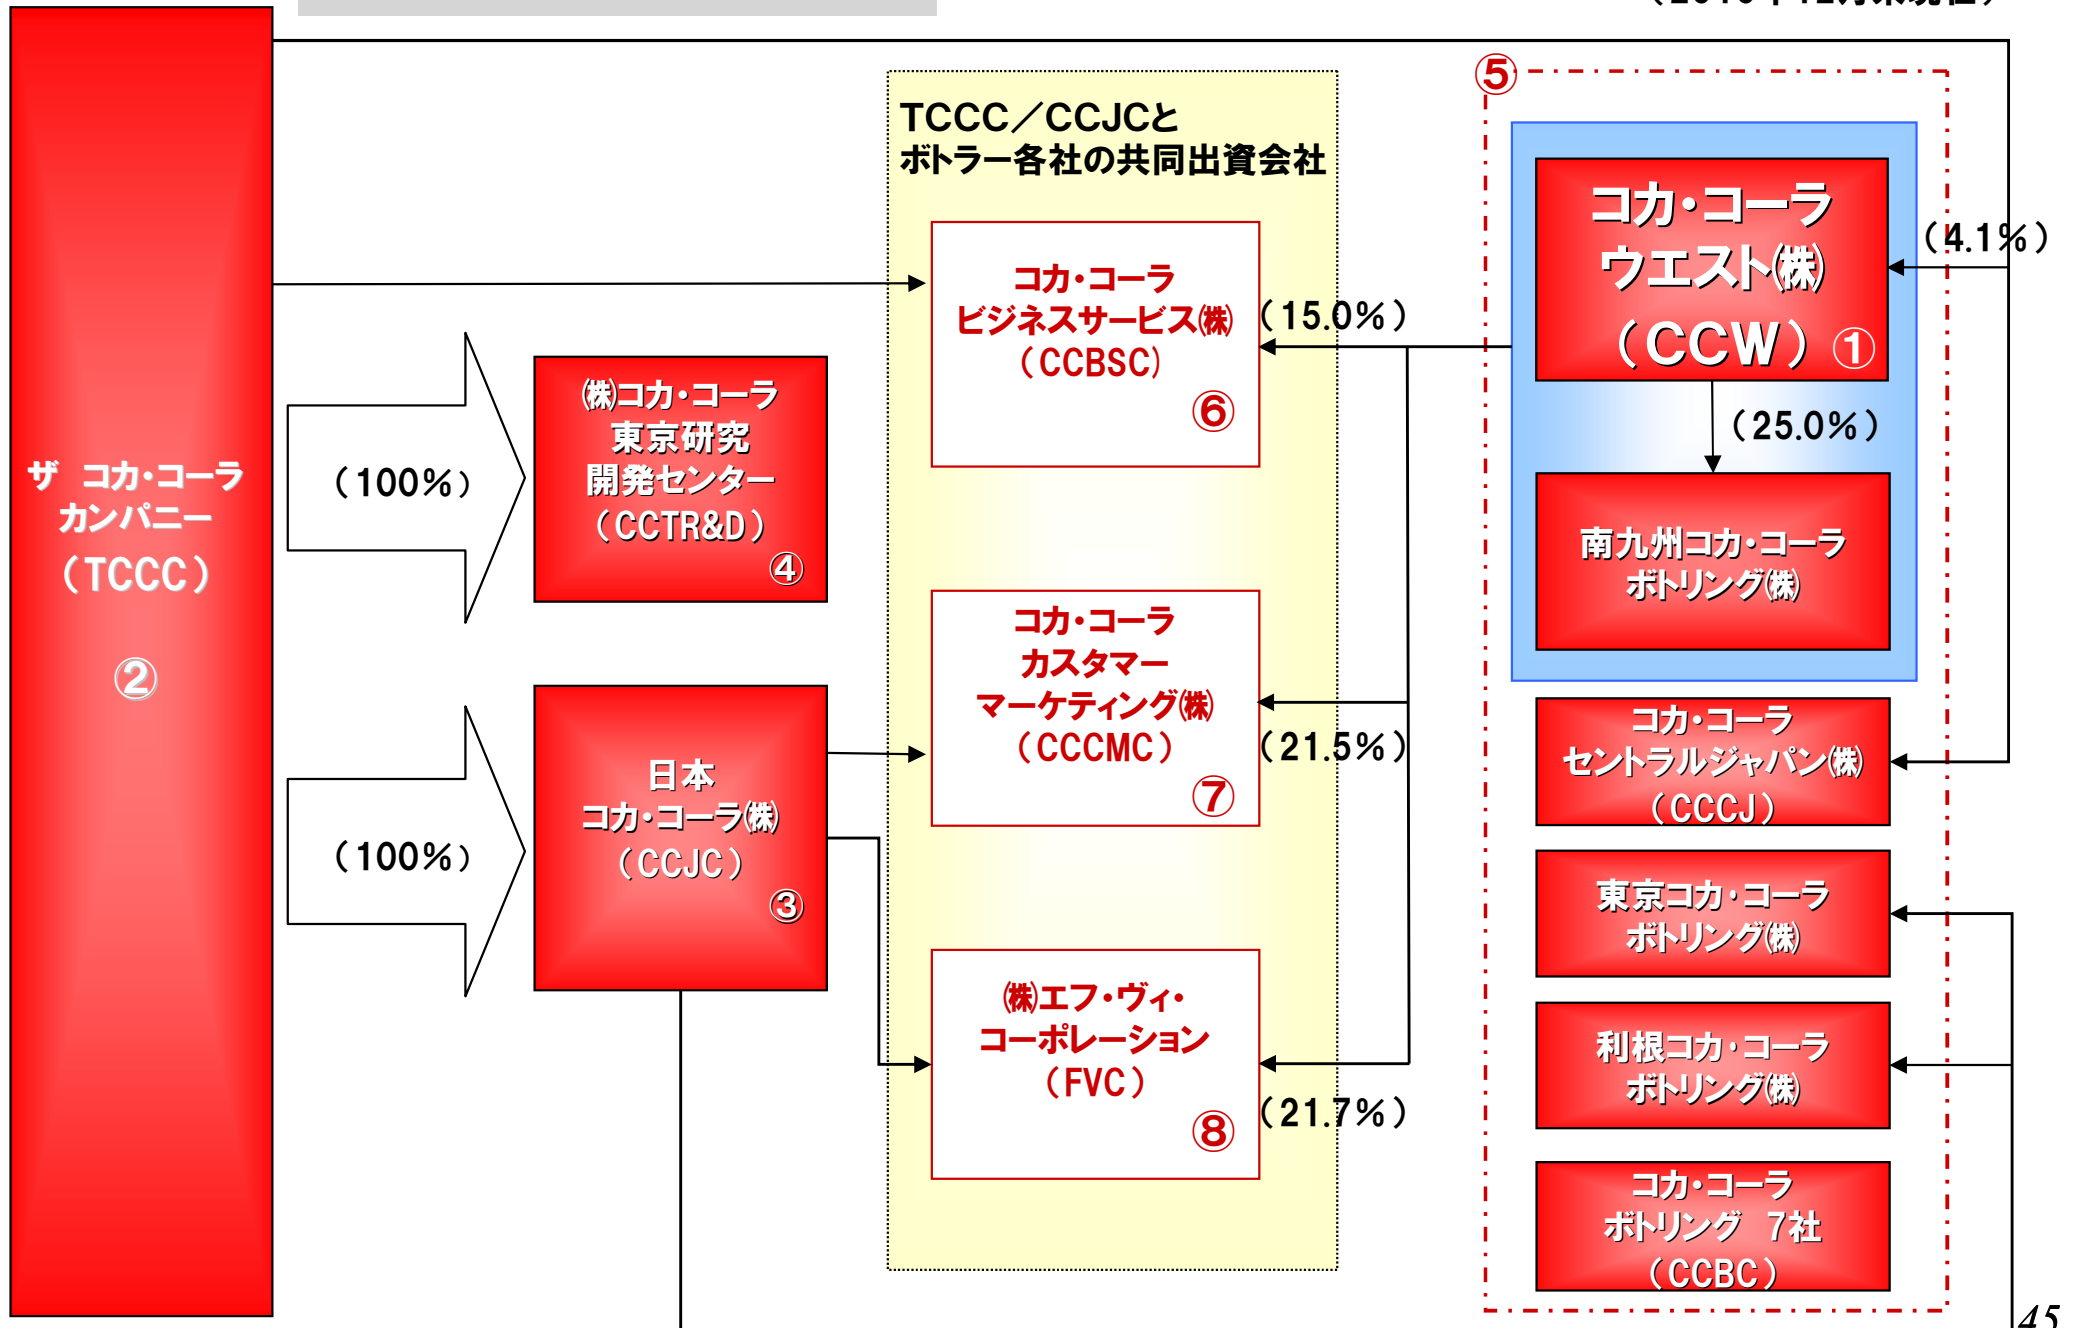 ザ コカ・コーラ
カンパニー
(TCCC)
②
(100%)
(100%)
㈱コカ・コーラ
東京研究
開発センター
(CCTR&D)
④
日本
コカ・コーラ㈱
(CCJC)
③
TCCC/CCJCと
ボトラー各社の共同出資会社
コカ・コーラ
ビジネスサービス㈱
(CCBSC)
⑥
(15.0%)
コカ・コーラ
カスタマー
マーケティング㈱
(CCCMC)
⑦
(21.5%)
㈱エフ・ヴィ・
コーポレーション
(FVC)
⑧
(21.7%)
⑤
コカ・コーラ
ウエスト㈱
(CCW)①
(4.1%)
(25.0%)
南九州コカ・コーラ
ボトリング㈱
コカ・コーラ
セントラルジャパン㈱
(CCCJ)
東京コカ・コーラ
ボトリング㈱
利根コカ・コーラ
ボトリング㈱
コカ・コーラ
ボトリング 7社
(CCBC)
45